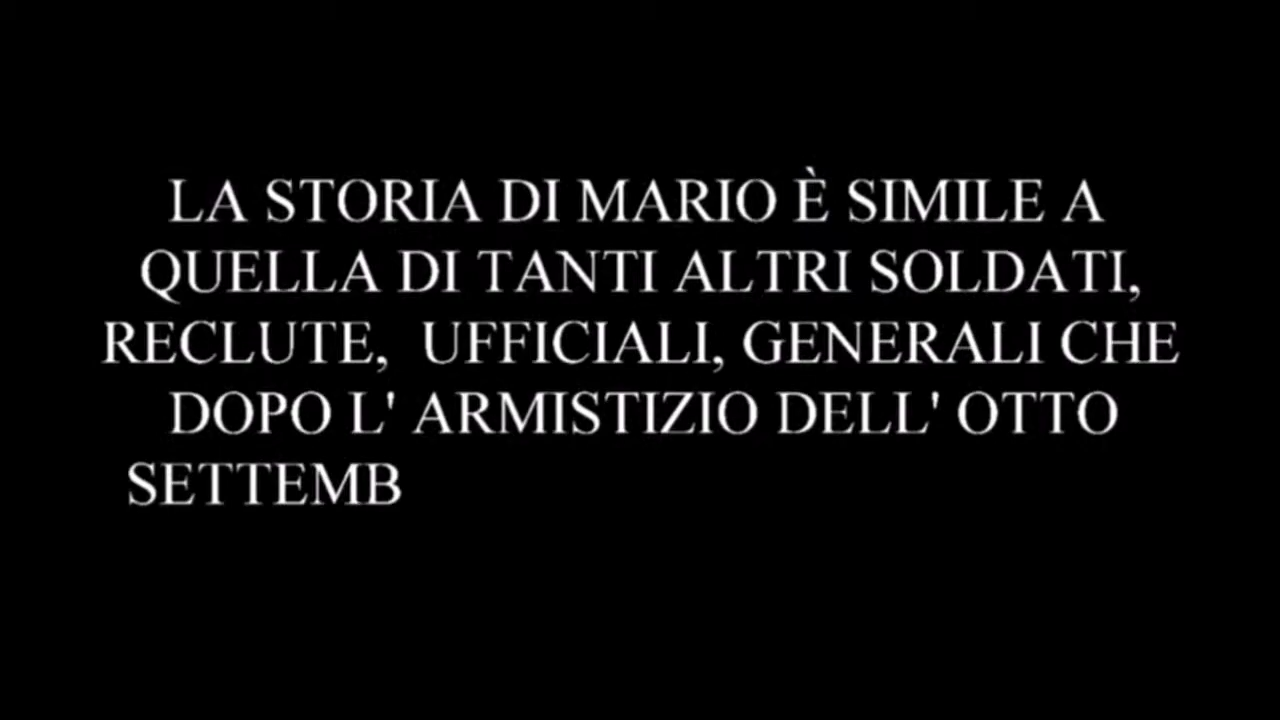 LA STORIA DI MARIO È SIMILE A
QUELLA DI TANTI ALTRI SOLDATI,
RECLUTE,  UFFICIALI, GENERALI CHE
DOPO L' ARMISTIZIO DELL' OTTO
SETTEMB